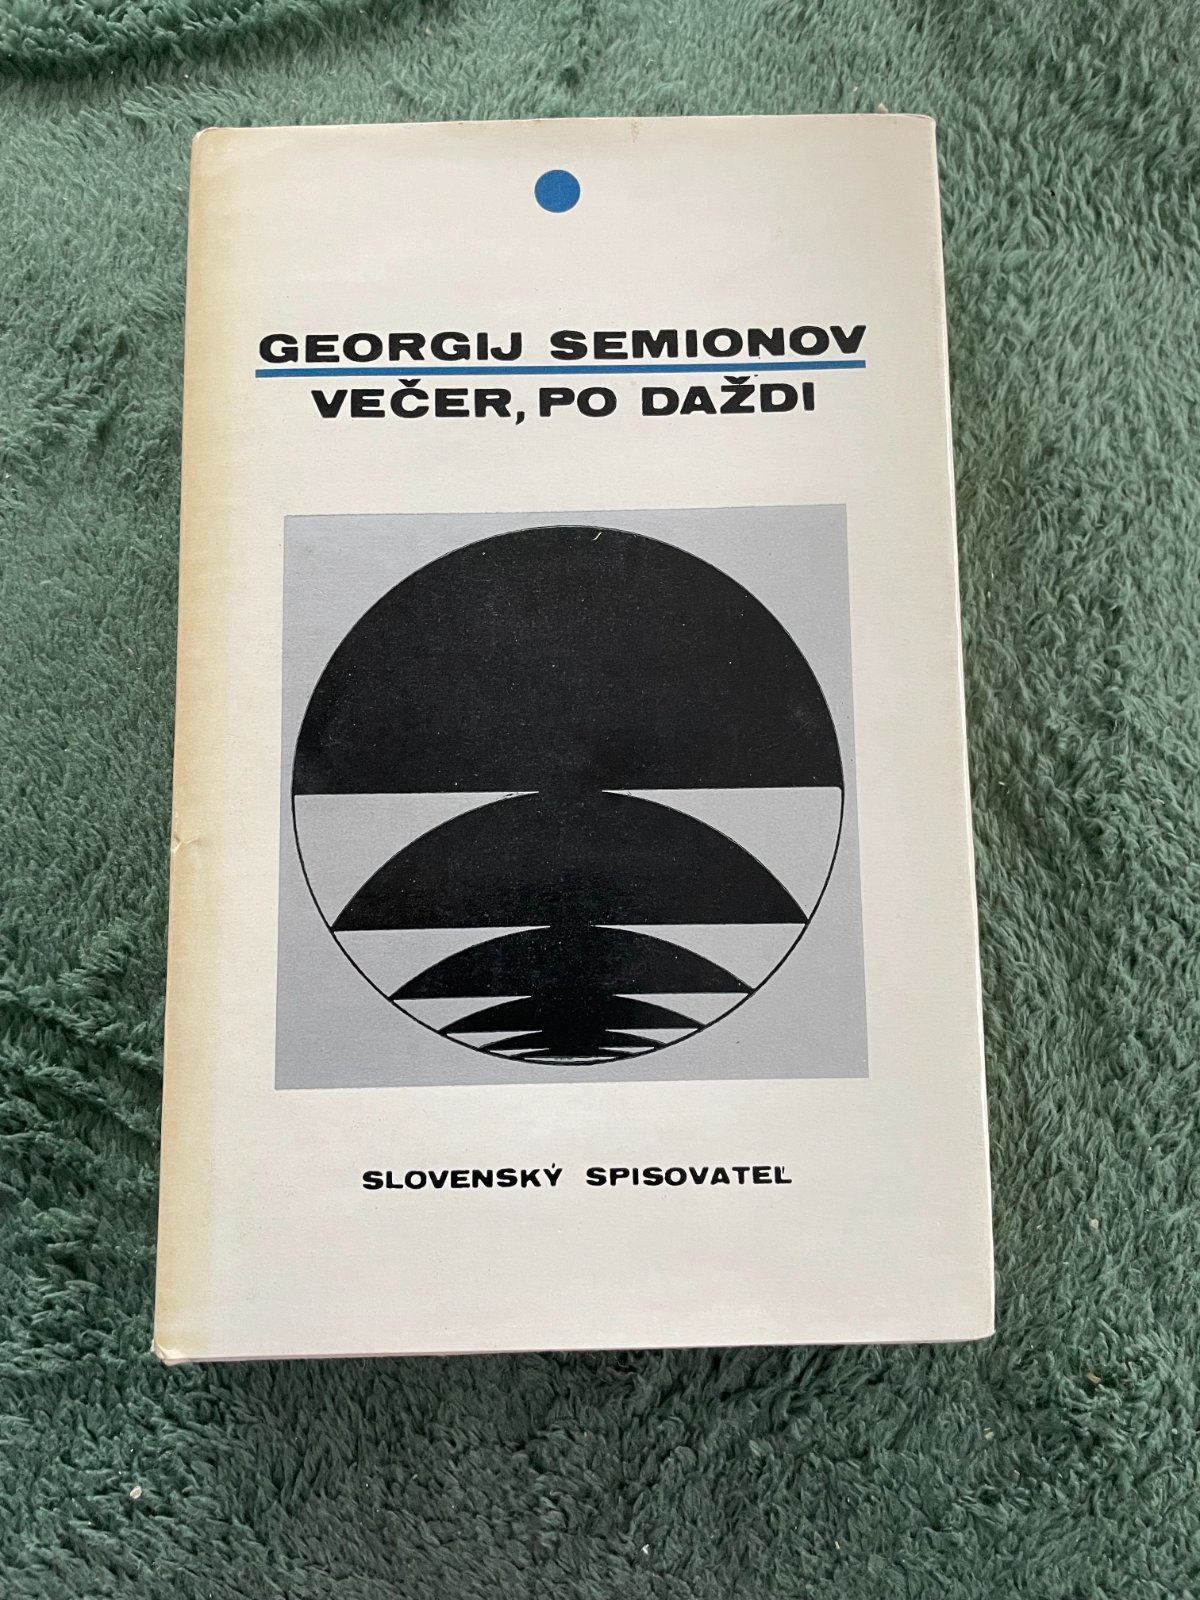 GEORGIJ SEMIONOV
VEČER, PO DAŽDI
SLOVENSKÝ SPISOVATEĽ